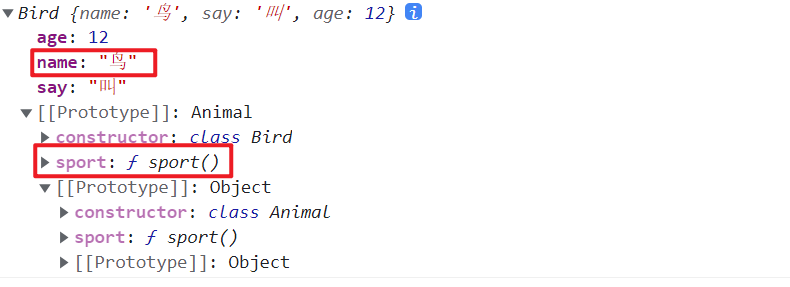 Bird {name: '鸟', say: '叫', age: 12} i
age: 12
name: "鸟"
say: "叫"
[[Prototype]]: Animal
constructor: class Bird
sport: ƒ sport()
[[Prototype]]: Object
constructor: class Animal
sport: ƒ sport()
[[Prototype]]: Object